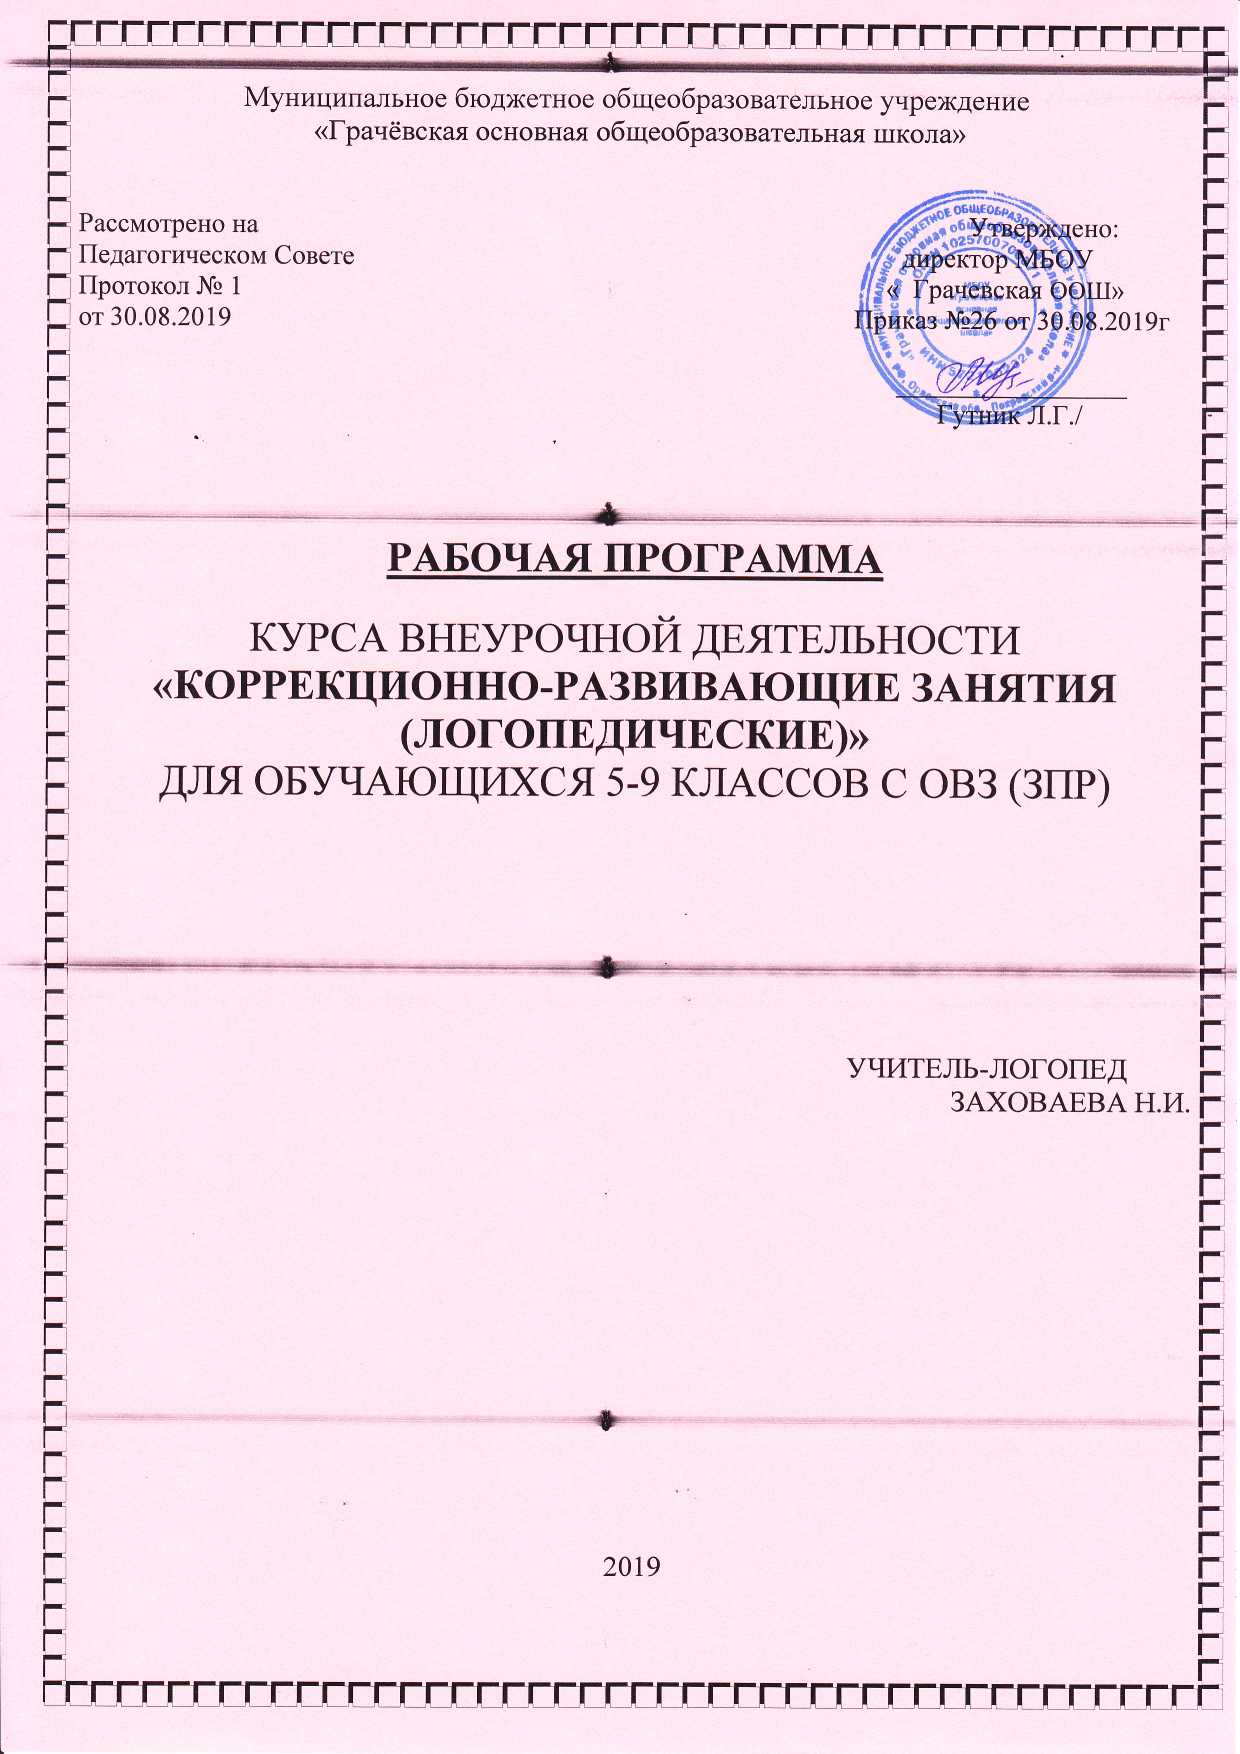 Муниципальное бюджетное общеобразовательное учреждение
«Грачёвская основная общеобразовательная школа»
Рассмотрено на
Педагогическом Совете
Протокол № 1
от 30.08.2019
Утверждено:
директор МБОУ
« Грачевская ООШ»
Приказ №26 от 30.08.2019г
Гутник Л.Г./
РАБОЧАЯ ПРОГРАММА
КУРСА ВНЕУРОЧНОЙ ДЕЯТЕЛЬНОСТИ
«КОРРЕКЦИОННО-РАЗВИВАЮЩИЕ ЗАНЯТИЯ
(ЛОГОПЕДИЧЕСКИЕ)»
ДЛЯ ОБУЧАЮЩИХСЯ 5-9 КЛАССОВ С ОВЗ (ЗПР)
УЧИТЕЛЬ-ЛОГОПЕД
ЗАХОВАЕВА Н.И.
2019